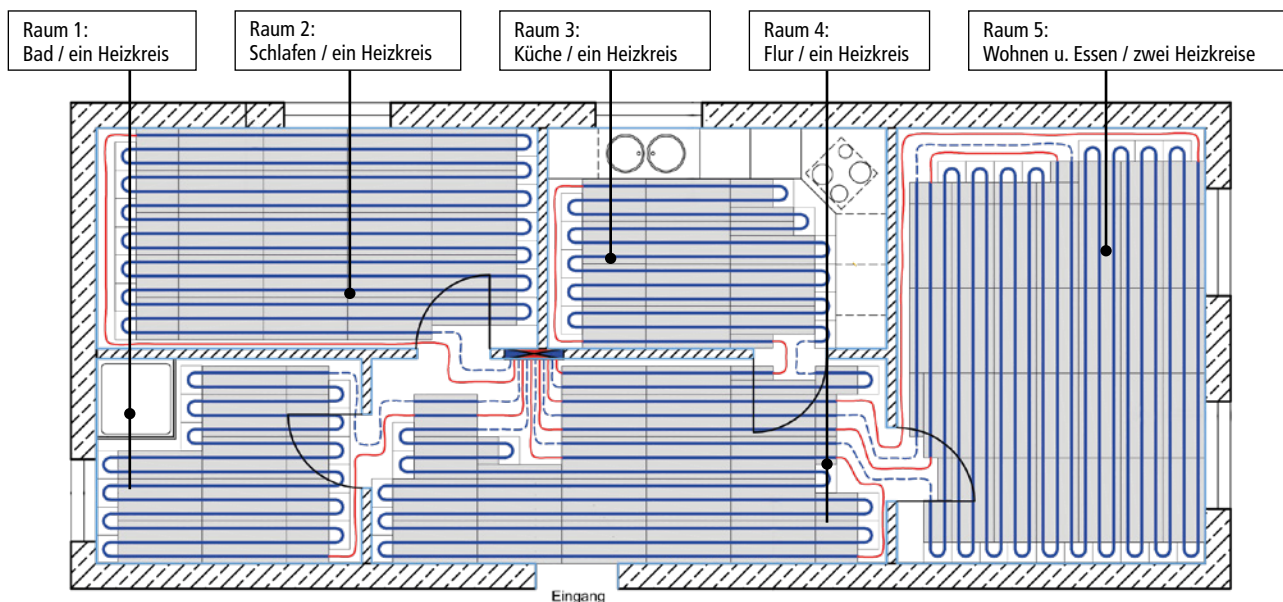 Raum 1:
Bad / ein Heizkreis
Raum 2:
Schlafen / ein Heizkreis
Raum 3:
Küche / ein Heizkreis
Raum 4:
Flur / ein Heizkreis
Raum 5:
Wohnen u. Essen / zwei Heizkreise
Eingang